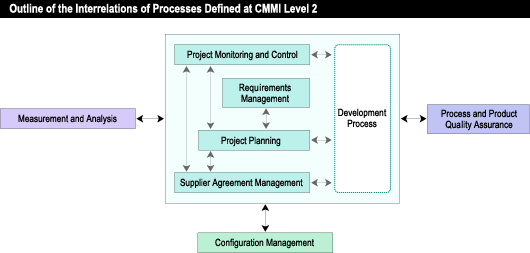 Outline of the Interrelations of Processes Defined at CMMI Level 2
Project Monitoring and Control
Requirements
Management
Measurement and Analysis
Development
Process
Process and Product
Quality Assurance
Project Planning
Supplier Agreement Management
Configuration Management